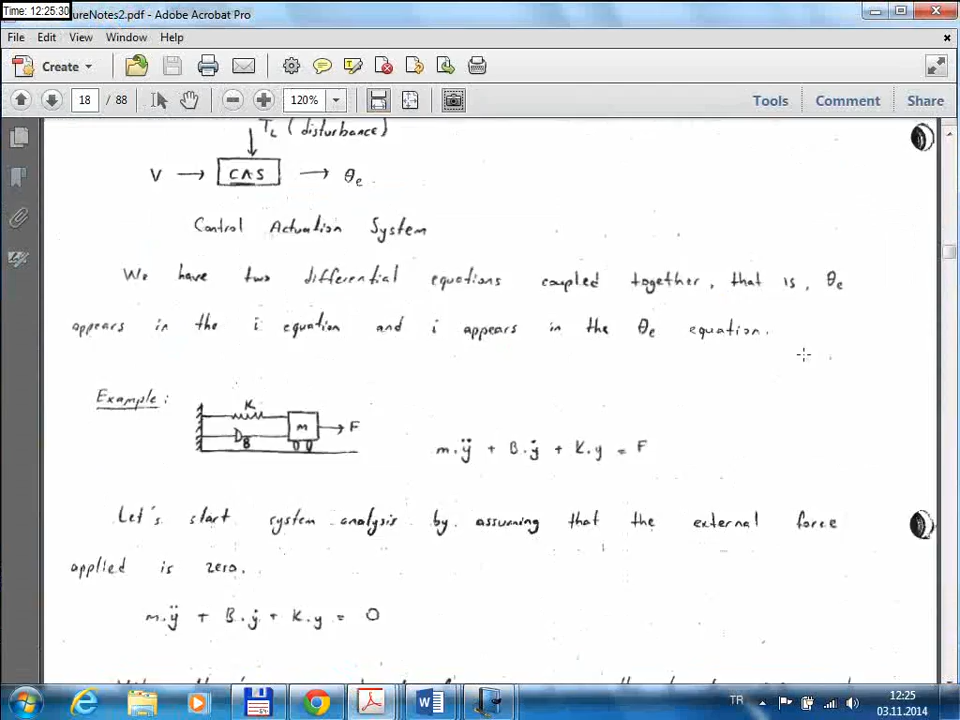 Time: 12:25:30
ureNotes2.pdf - Adobe Acrobat Pro
File Edit View Window Help
Create
18 / 88
120%
Tools Comment Share
TL (disturbance)
V → CAS → θe
Control Actuation System
We have two differential equations coupled together, that is, θe
appears in the i equation and i appears in the θe equation.
Example:
K
M
F
B
m.ÿ + B.ẏ + K.y = F
Let's start system analysis by assuming that the external force
applied is zero.
m.ÿ + B.ẏ + K.y = 0
TR
12:25
03.11.2014